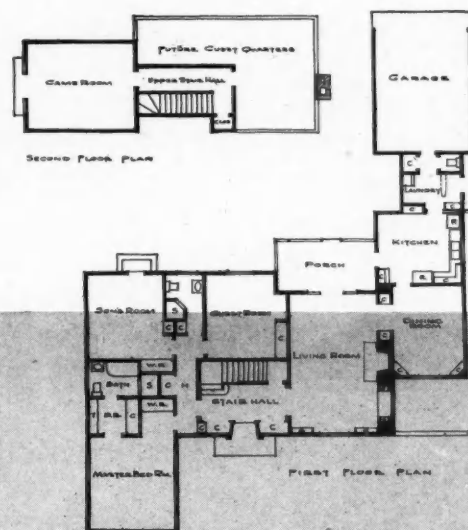 FUTURE GUEST QUARTERS
GAME ROOM
UPPER STAIR HALL
SECOND FLOOR PLAN
GARAGE
C
LAUNDRY
C
C
R
KITCHEN
PORCH
C
R
C
SON'S ROOM
S
GUEST ROOM
C
DINING ROOM
C
C
C
LIVING ROOM
C
C
W.R.
BATH
S
C
H
W.R.
STAIR HALL
T
C
C
C
C
MASTER BED RM.
FIRST FLOOR PLAN